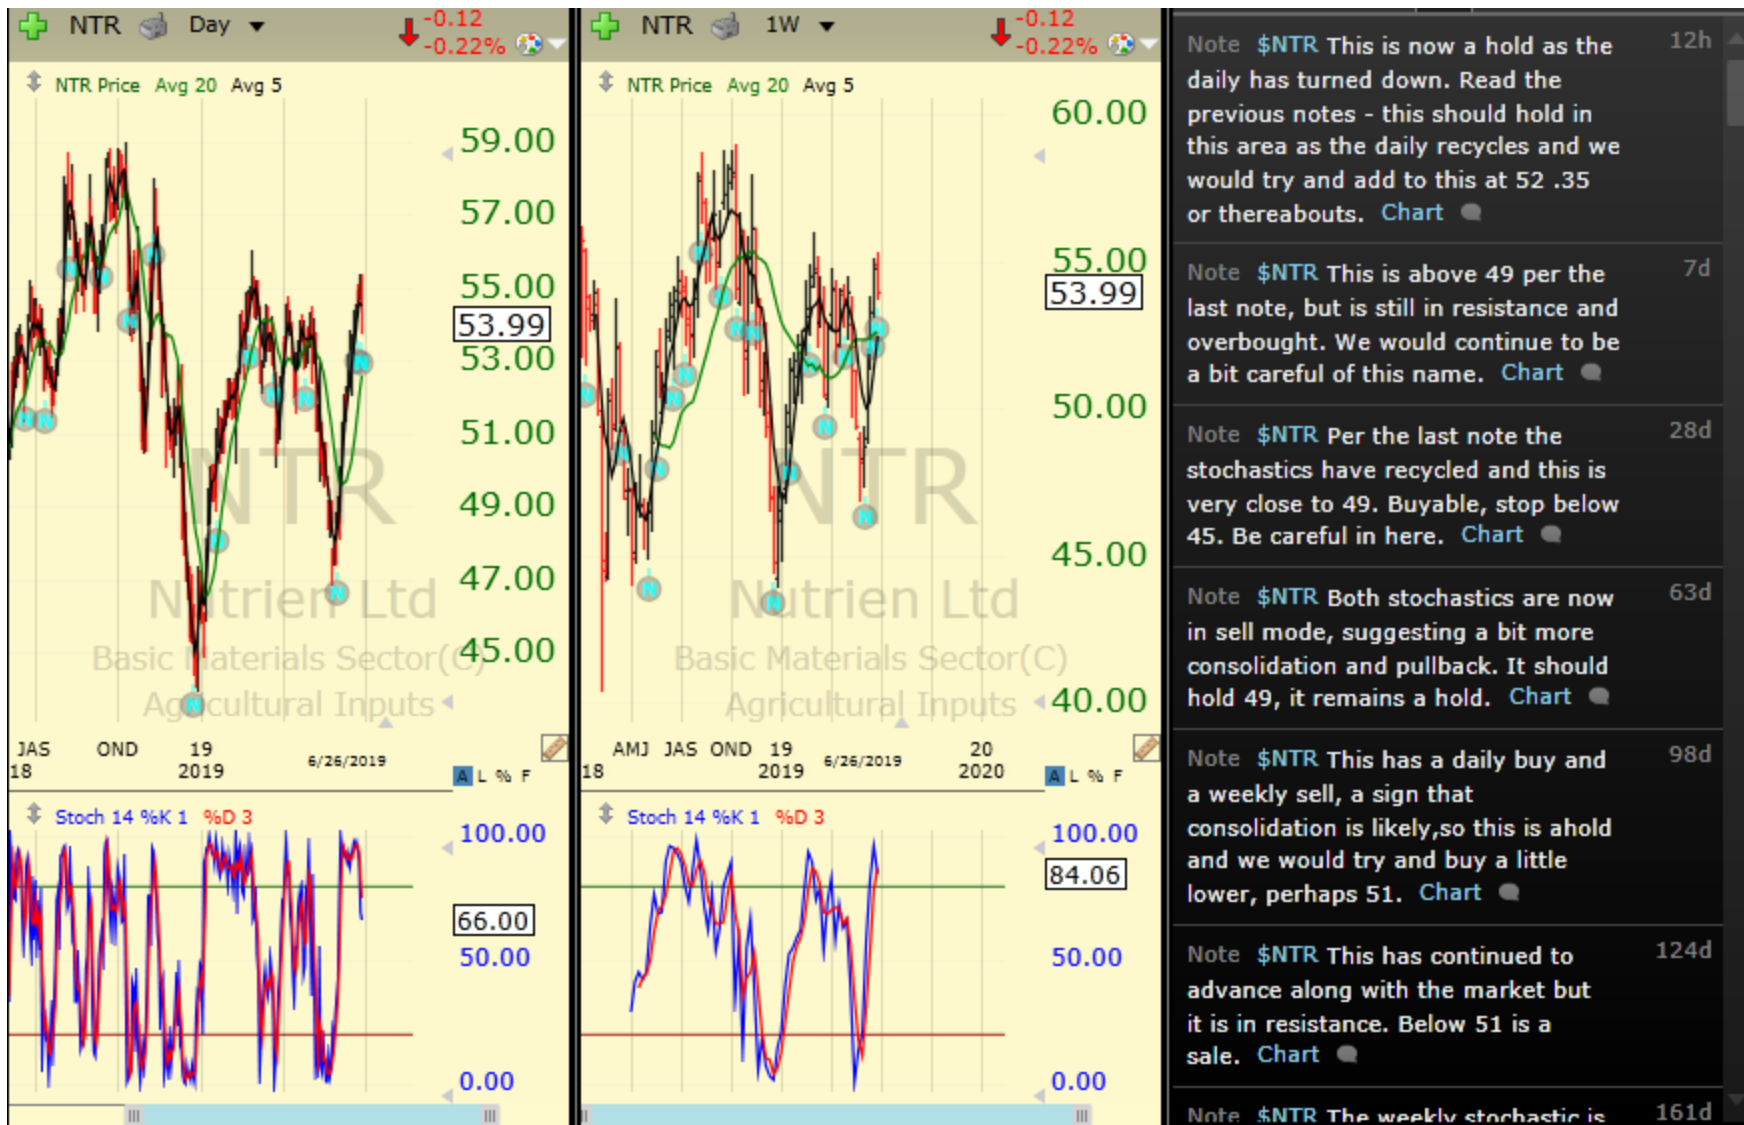 NTR Day
-0.12
-0.22%
NTR Price Avg 20 Avg 5
59.00
57.00
55.00
53.99
53.00
51.00
49.00
47.00
45.00
NTR
Nutrien Ltd
Basic Materials Sector(C)
Agricultural Inputs
JAS OND 19
18 2019 6/26/2019
A L % F
Stoch 14 %K 1 %D 3
100.00
66.00
50.00
0.00
NTR 1W
-0.12
-0.22%
NTR Price Avg 20 Avg 5
60.00
55.00
53.99
50.00
45.00
40.00
NTR
Nutrien Ltd
Basic Materials Sector(C)
Agricultural Inputs
AMJ JAS OND 19 20
18 2019 6/26/2019 2020
A L % F
Stoch 14 %K 1 %D 3
100.00
84.06
50.00
0.00
Note $NTR This is now a hold as the 12h
daily has turned down. Read the
previous notes - this should hold in
this area as the daily recycles and we
would try and add to this at 52 .35
or thereabouts. Chart
Note $NTR This is above 49 per the 7d
last note, but is still in resistance and
overbought. We would continue to be
a bit careful of this name. Chart
Note $NTR Per the last note the 28d
stochastics have recycled and this is
very close to 49. Buyable, stop below
45. Be careful in here. Chart
Note $NTR Both stochastics are now 63d
in sell mode, suggesting a bit more
consolidation and pullback. It should
hold 49, it remains a hold. Chart
Note $NTR This has a daily buy and 98d
a weekly sell, a sign that
consolidation is likely,so this is ahold
and we would try and buy a little
lower, perhaps 51. Chart
Note $NTR This has continued to 124d
advance along with the market but
it is in resistance. Below 51 is a
sale. Chart
Note $NTR The weekly stochastic is 161d